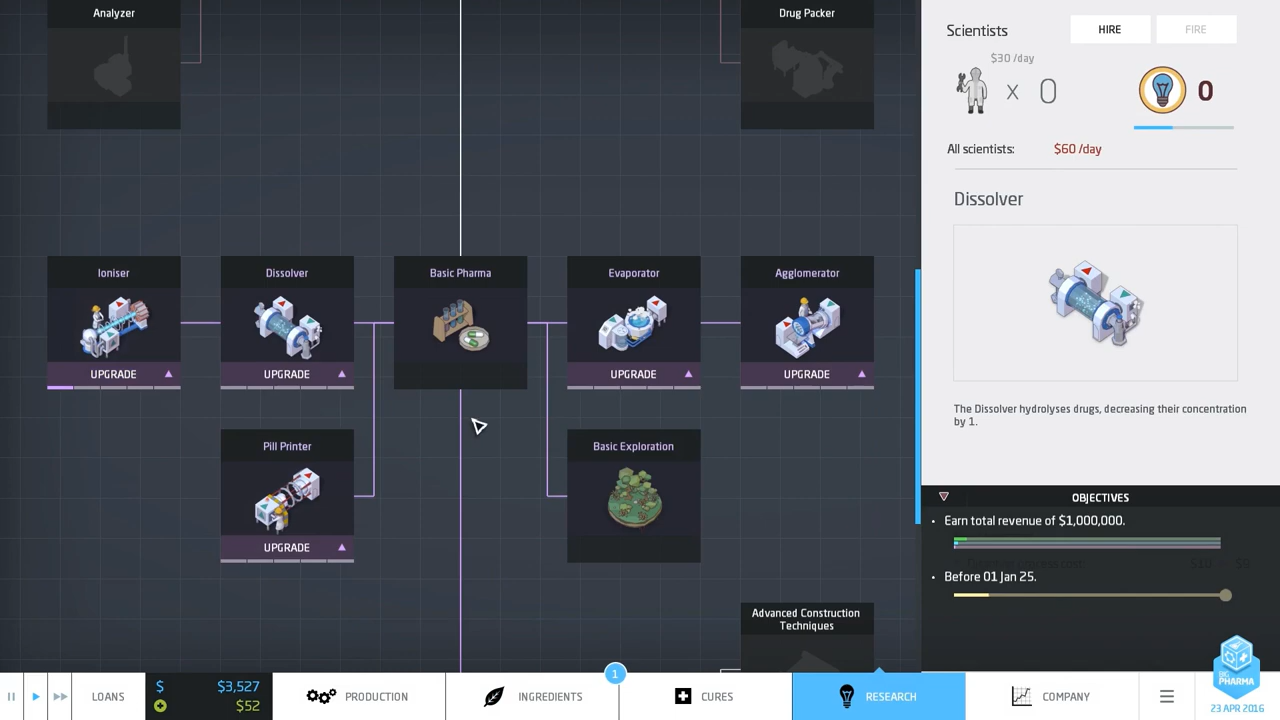 Analyzer
Drug Packer
Ioniser
Dissolver
Basic Pharma
Evaporator
Agglomerator
UPGRADE
UPGRADE
UPGRADE
UPGRADE
Pill Printer
Basic Exploration
UPGRADE
Advanced Construction
Techniques
Scientists
HIRE
FIRE
$30 /day
X 0
0
All scientists: $60 /day
Dissolver
The Dissolver hydrolyses drugs, decreasing their concentration
by 1.
OBJECTIVES
• Earn total revenue of $1,000,000.
• Before 01 Jan 25.
LOANS
$ $3,527
$52
PRODUCTION
1
INGREDIENTS
CURES
RESEARCH
COMPANY
BIG
PHARMA
23 APR 2016